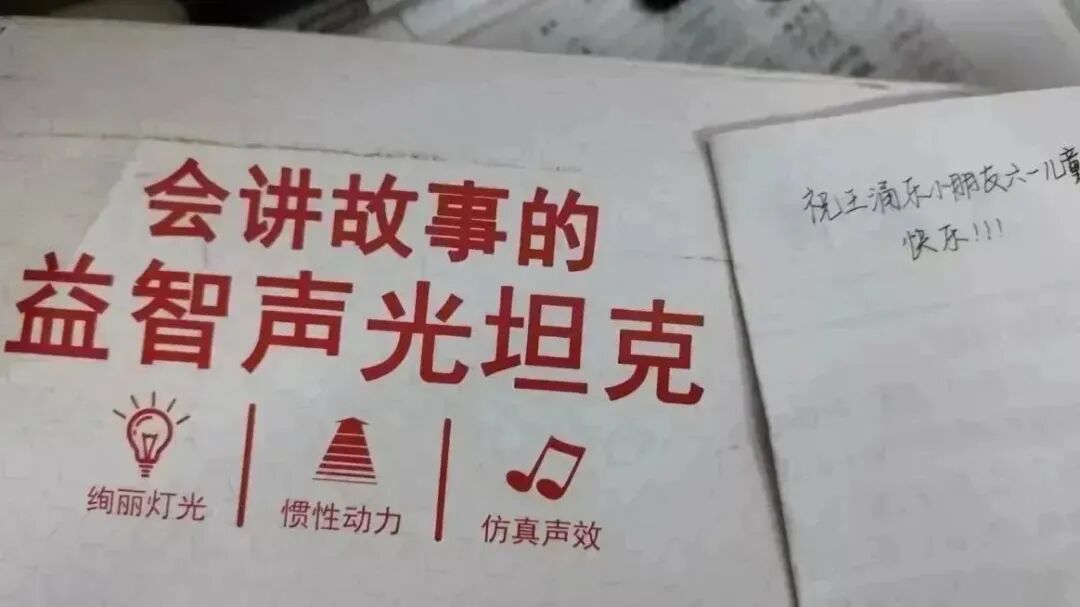 会讲故事的
益智声光坦克
绚丽灯光
惯性动力
仿真声效
祝王涌乐小朋友六一儿童
快乐!!!